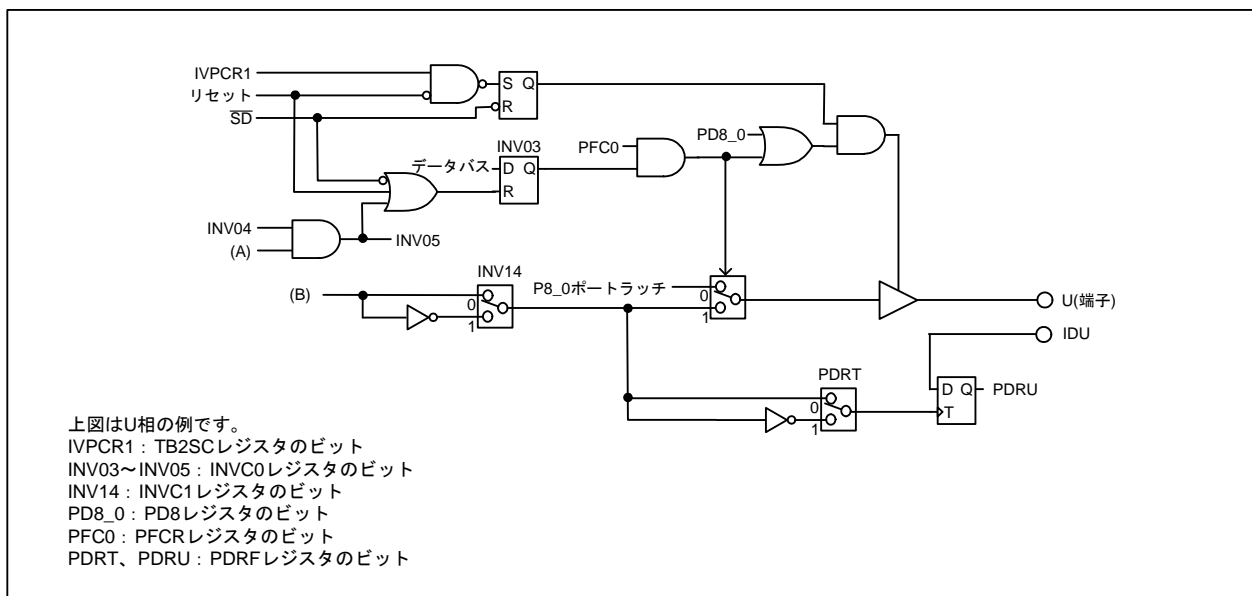 IVPCR1
リセット
SD
S Q
R
INV03
データバス
D Q
R
PFC0
PD8_0
INV04
(A)
INV05
(B)
INV14
0
1
P8_0ポートラッチ
0
1
U(端子)
IDU
PDRT
0
1
D Q
T
PDRU
上図はU相の例です。
IVPCR1：TB2SCレジスタのビット
INV03～INV05：INVC0レジスタのビット
INV14：INVC1レジスタのビット
PD8_0：PD8レジスタのビット
PFC0：PFCRレジスタのビット
PDRT、PDRU：PDRFレジスタのビット